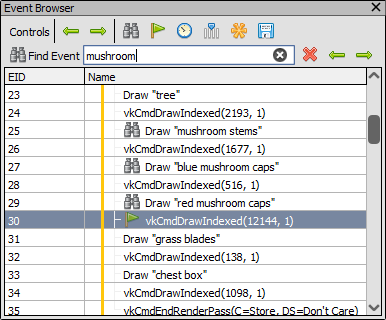 Event Browser
Controls
Find Event mushroom
EID Name
23 Draw "tree"
24 vkCmdDrawIndexed(2193, 1)
25 Draw "mushroom stems"
26 vkCmdDrawIndexed(1677, 1)
27 Draw "blue mushroom caps"
28 vkCmdDrawIndexed(516, 1)
29 Draw "red mushroom caps"
30 vkCmdDrawIndexed(12144, 1)
31 Draw "grass blades"
32 vkCmdDrawIndexed(138, 1)
33 Draw "chest box"
34 vkCmdDrawIndexed(1098, 1)
35 vkCmdEndRenderPass(C=Store, DS=Don't Care)